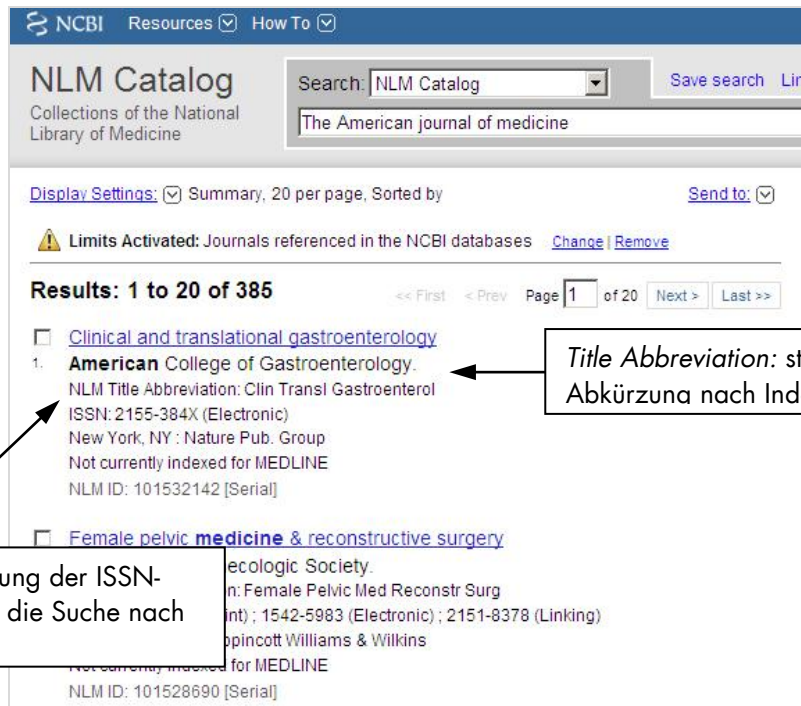 NCBI Resources How To
NLM Catalog
Collections of the National
Library of Medicine
Search: NLM Catalog
Save search
The American journal of medicine
Display Settings: Summary, 20 per page, Sorted by
Send to:
Limits Activated: Journals referenced in the NCBI databases Change | Remove
Results: 1 to 20 of 385
<< First < Prev Page 1 of 20 Next > Last >>
Clinical and translational gastroenterology
1. American College of Gastroenterology.
NLM Title Abbreviation: Clin Transl Gastroenterol
ISSN: 2155-384X (Electronic)
New York, NY : Nature Pub. Group
Not currently indexed for MEDLINE
NLM ID: 101532142 [Serial]
Title Abbreviation: st
Abkürzung nach Ind
Female pelvic medicine & reconstructive surgery
ecologic Society.
n: Female Pelvic Med Reconstr Surg
int) ; 1542-5983 (Electronic) ; 2151-8378 (Linking)
ppincott Williams & Wilkins
for MEDLINE
NLM ID: 101528690 [Serial]
ung der ISSN-
die Suche nach